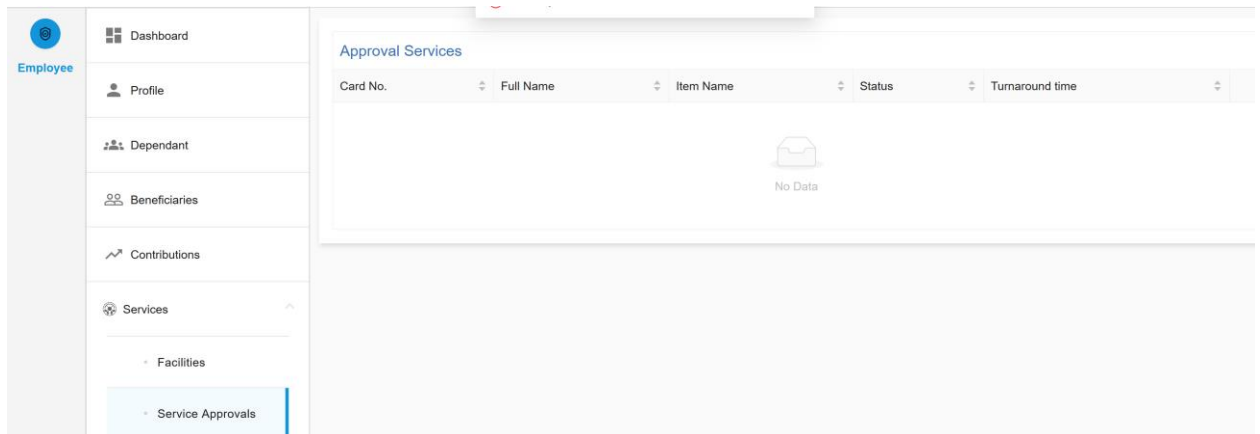 Employee
Dashboard
Profile
Dependant
Beneficiaries
Contributions
Services
Facilities
Service Approvals
Approval Services
Card No. Full Name Item Name Status Turnaround time
No Data